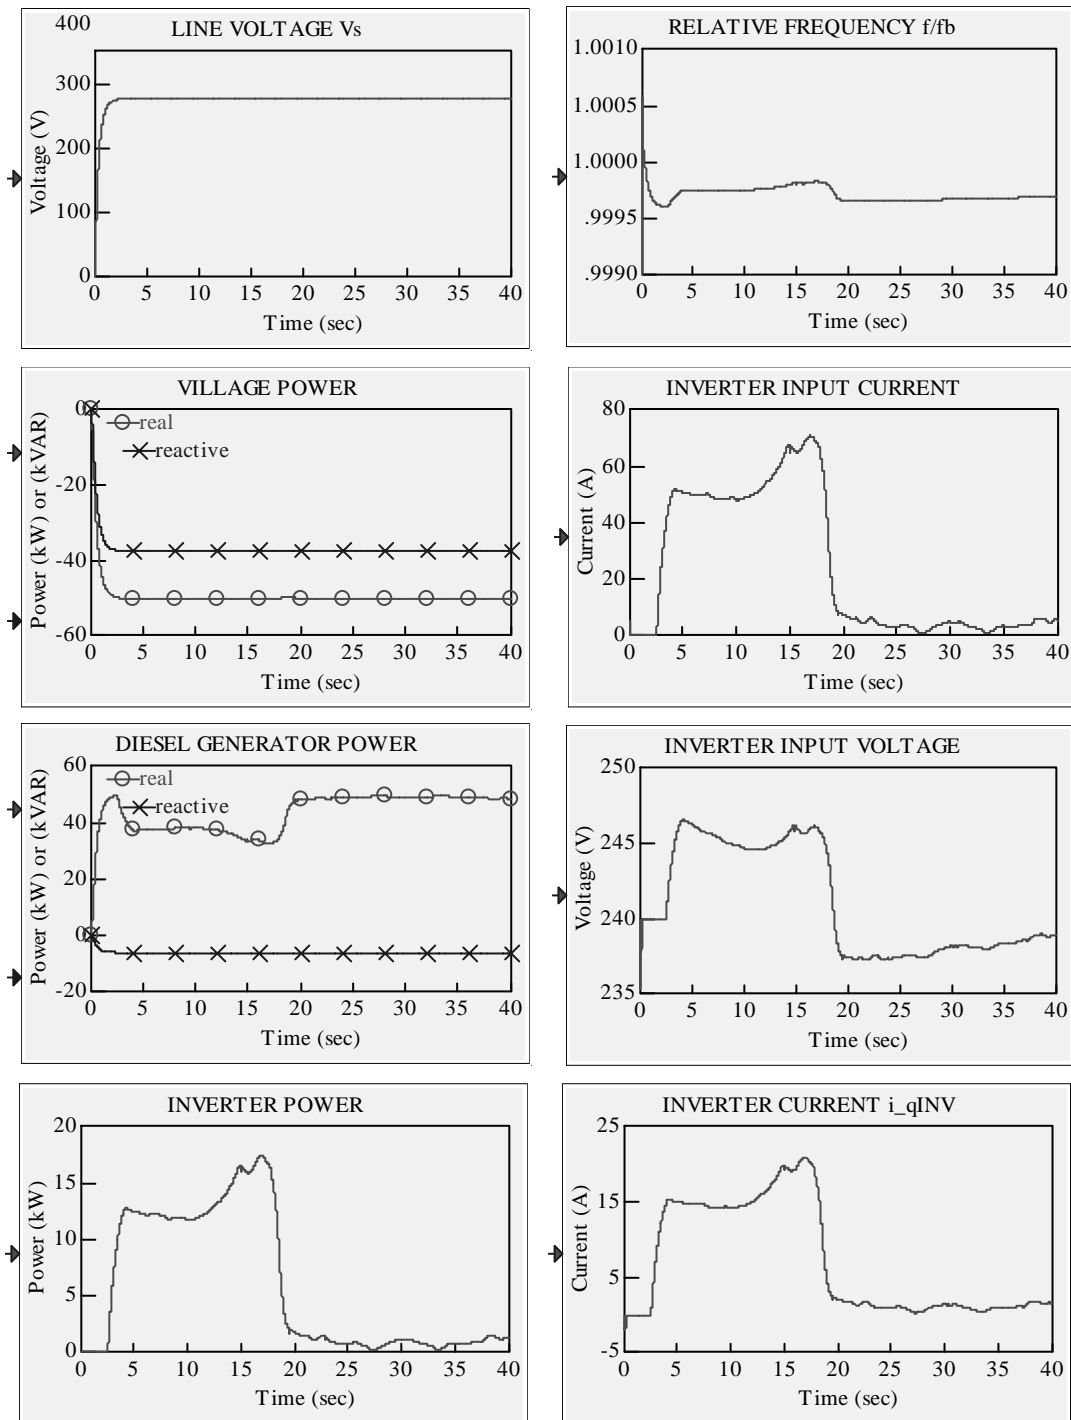 LINE VOLTAGE Vs
400
300
200
100
0
Voltage (V)
0 5 10 15 20 25 30 35 40
Time (sec)
RELATIVE FREQUENCY f/fb
1.0010
1.0005
1.0000
.9995
.9990
0 5 10 15 20 25 30 35 40
Time (sec)
VILLAGE POWER
real
reactive
0
-20
-40
-60
Power (kW) or (kVAR)
0 5 10 15 20 25 30 35 40
Time (sec)
INVERTER INPUT CURRENT
80
60
40
20
0
Current (A)
0 5 10 15 20 25 30 35 40
Time (sec)
DIESEL GENERATOR POWER
real
reactive
60
40
20
0
-20
Power (kW) or (kVAR)
0 5 10 15 20 25 30 35 40
Time (sec)
INVERTER INPUT VOLTAGE
250
245
240
235
Voltage (V)
0 5 10 15 20 25 30 35 40
Time (sec)
INVERTER POWER
20
15
10
5
0
Power (kW)
0 5 10 15 20 25 30 35 40
Time (sec)
INVERTER CURRENT i_qINV
25
15
5
-5
Current (A)
0 5 10 15 20 25 30 35 40
Time (sec)